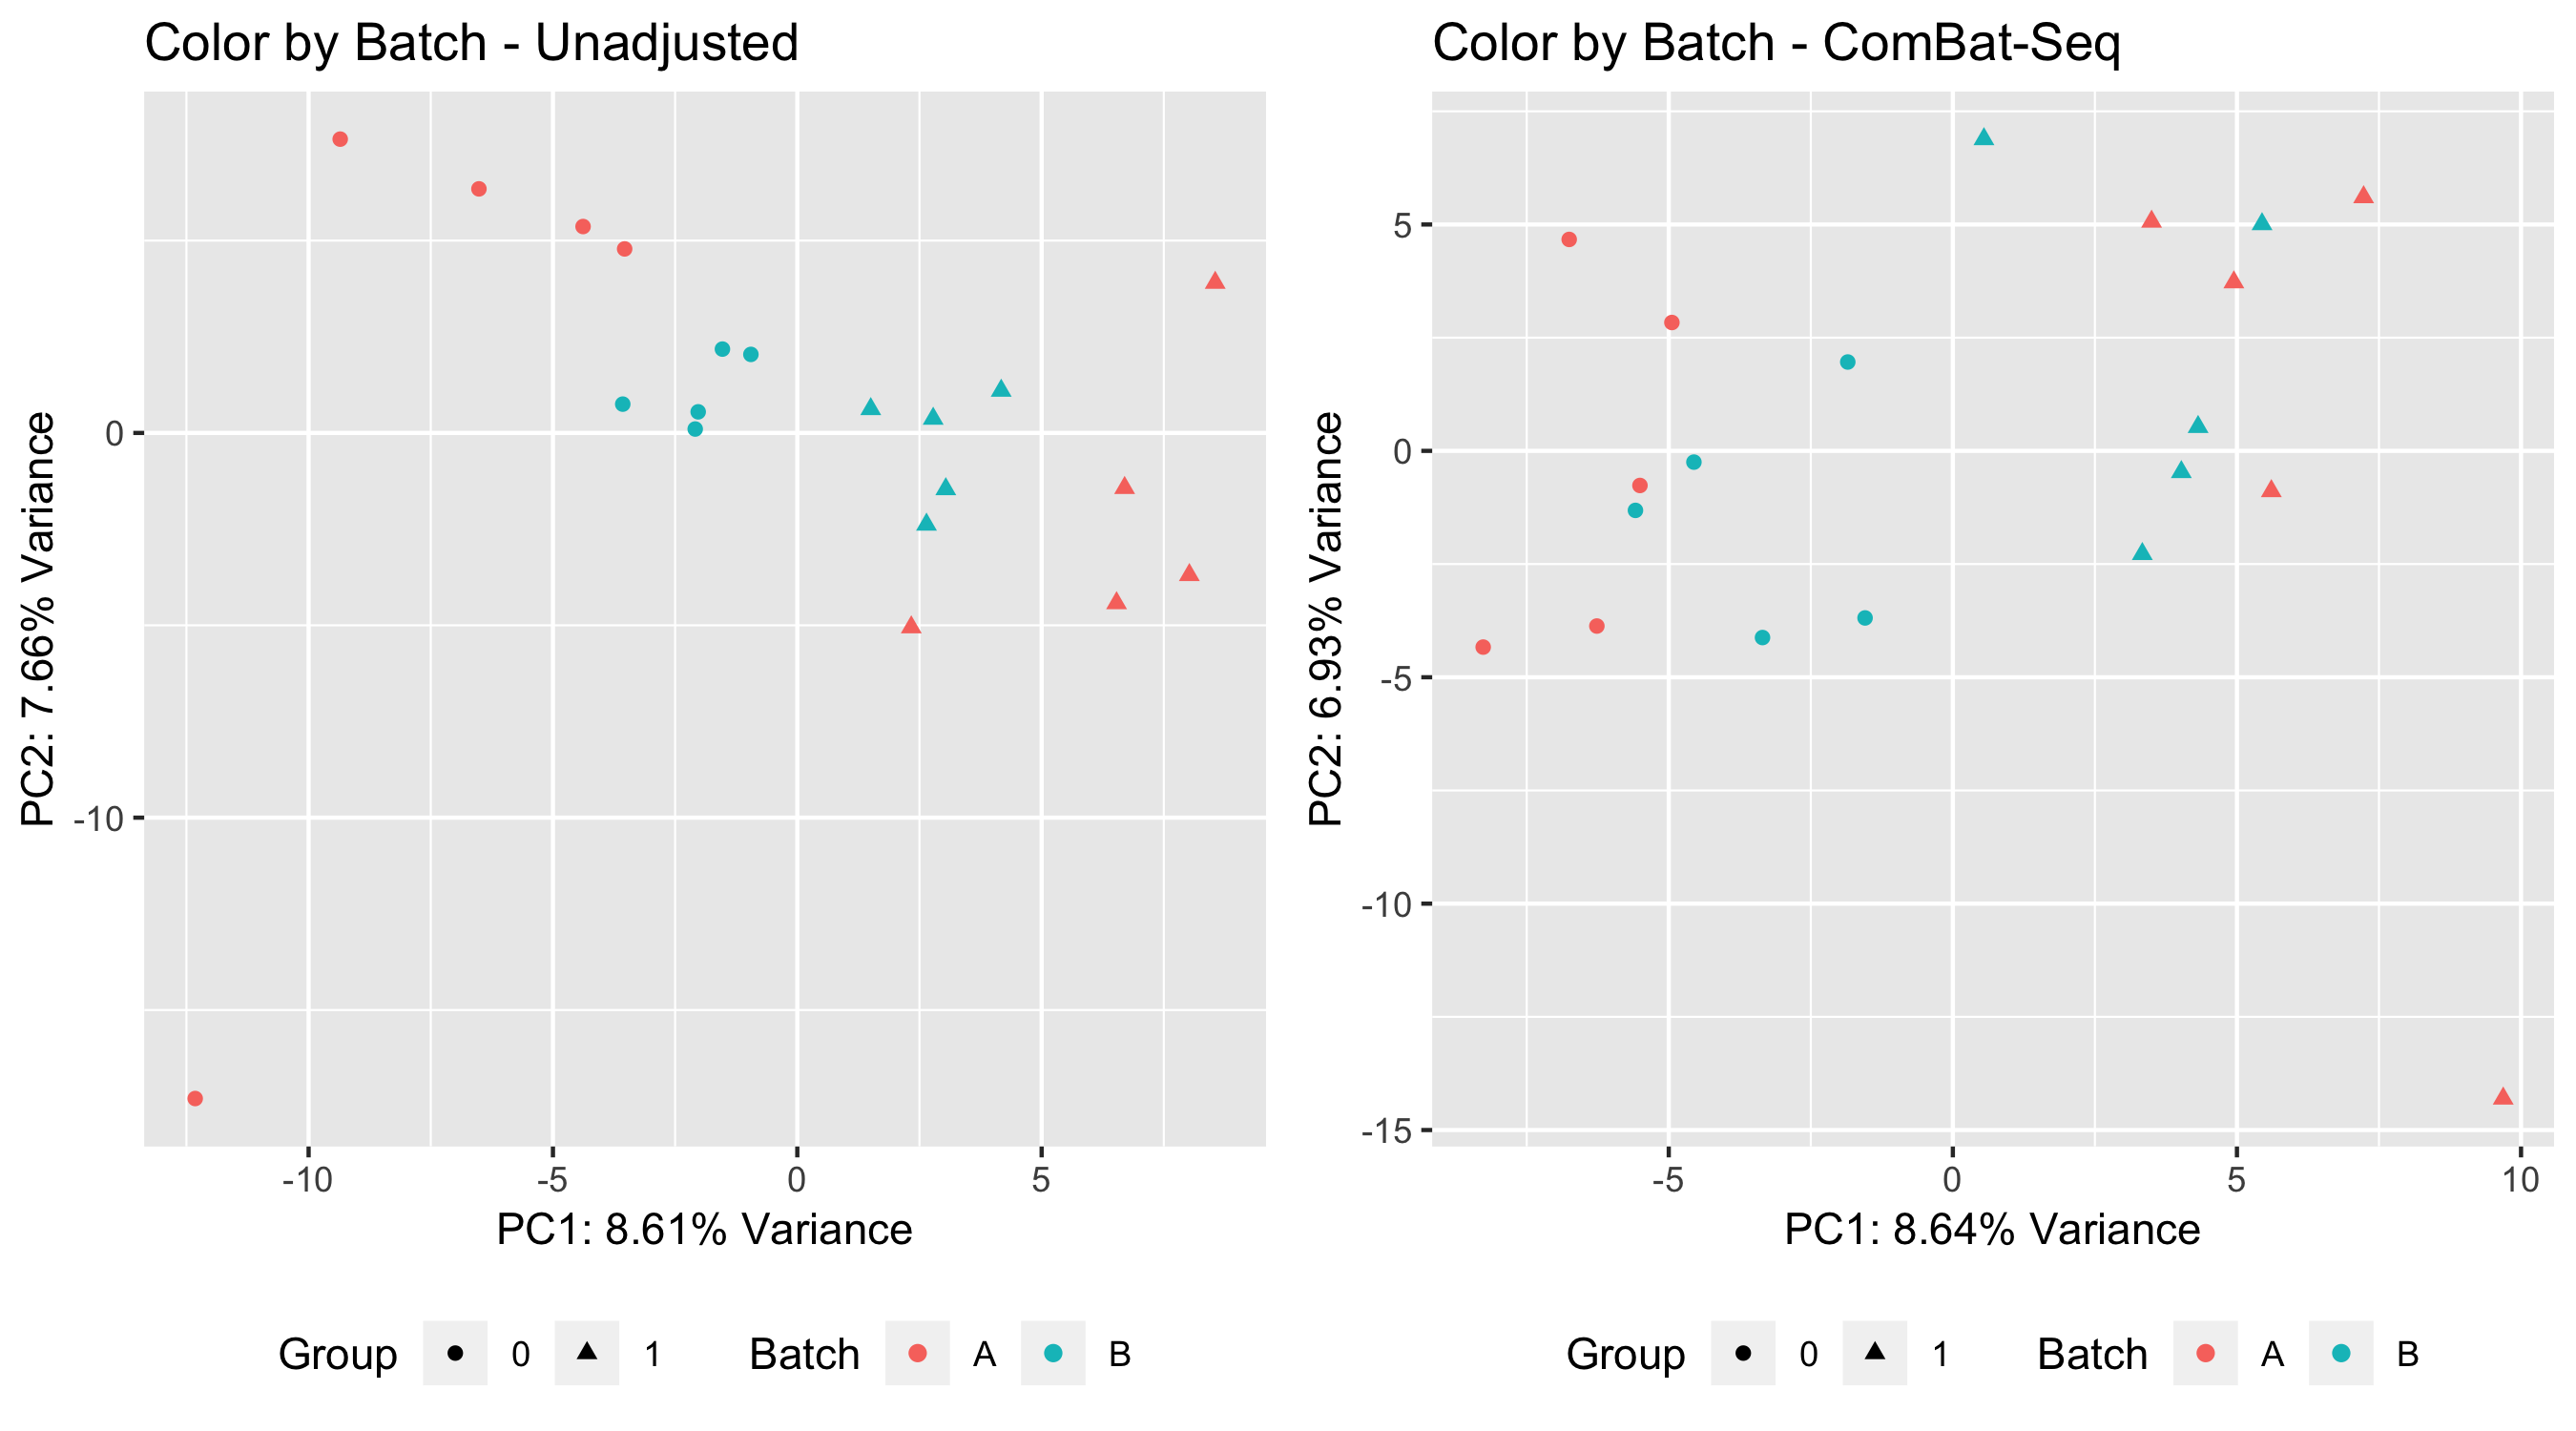 Color by Batch - Unadjusted
PC2: 7.66% Variance
0
-10
-10
-5
0
5
PC1: 8.61% Variance
Group 0 1 Batch A B
Color by Batch - ComBat-Seq
PC2: 6.93% Variance
5
0
-5
-10
-15
-5
0
5
10
PC1: 8.64% Variance
Group 0 1 Batch A B